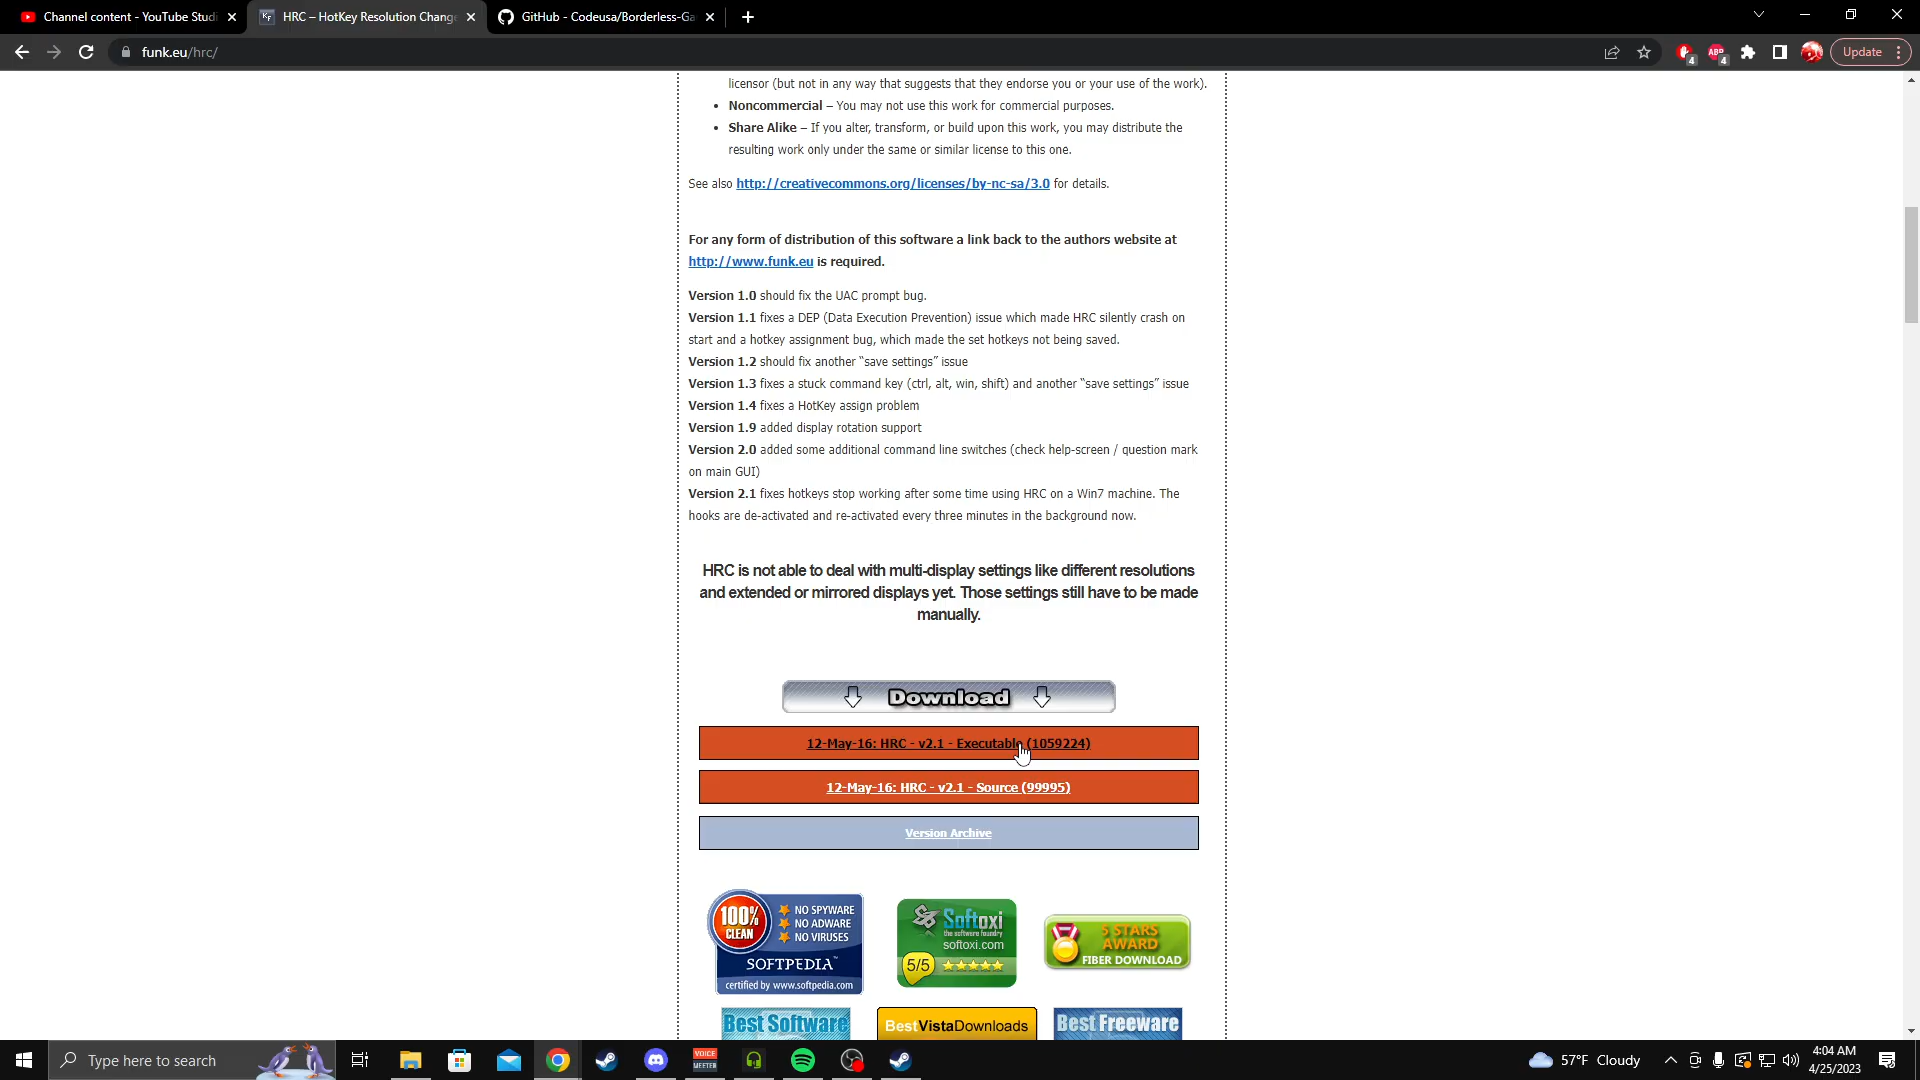 Channel content - YouTube Studi
HRC – HotKey Resolution Change
GitHub - Codeusa/Borderless-Ga
funk.eu/hrc/
4
ABP
4
Update
licensor (but not in any way that suggests that they endorse you or your use of the work).
• Noncommercial – You may not use this work for commercial purposes.
• Share Alike – If you alter, transform, or build upon this work, you may distribute the
resulting work only under the same or similar license to this one.
See also http://creativecommons.org/licenses/by-nc-sa/3.0 for details.
For any form of distribution of this software a link back to the authors website at
http://www.funk.eu is required.
Version 1.0 should fix the UAC prompt bug.
Version 1.1 fixes a DEP (Data Execution Prevention) issue which made HRC silently crash on
start and a hotkey assignment bug, which made the set hotkeys not being saved.
Version 1.2 should fix another “save settings” issue
Version 1.3 fixes a stuck command key (ctrl, alt, win, shift) and another “save settings” issue
Version 1.4 fixes a HotKey assign problem
Version 1.9 added display rotation support
Version 2.0 added some additional command line switches (check help-screen / question mark
on main GUI)
Version 2.1 fixes hotkeys stop working after some time using HRC on a Win7 machine. The
hooks are de-activated and re-activated every three minutes in the background now.
HRC is not able to deal with multi-display settings like different resolutions
and extended or mirrored displays yet. Those settings still have to be made
manually.
Download
12-May-16: HRC - v2.1 - Executable (1059224)
12-May-16: HRC - v2.1 - Source (99995)
Version Archive
100%
CLEAN
NO SPYWARE
NO ADWARE
NO VIRUSES
SOFTPEDIA™
certified by www.softpedia.com
Softoxi
the software foundry
softoxi.com
5/5
5 STARS
AWARD
FIBER DOWNLOAD
Best Software
BestVistaDownloads
Best Freeware
Type here to search
VOICE
MEETER
57°F Cloudy
4:04 AM
4/25/2023